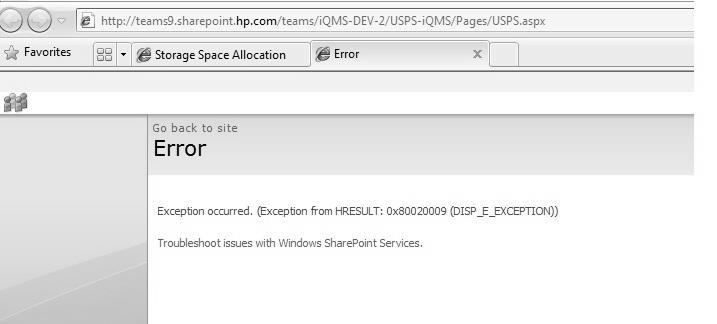 http://teams9.sharepoint.hp.com/teams/iQMS-DEV-2/USPS-iQMS/Pages/USPS.aspx
Favorites Storage Space Allocation Error x
Go back to site
Error
Exception occurred. (Exception from HRESULT: 0x80020009 (DISP_E_EXCEPTION))
Troubleshoot issues with Windows SharePoint Services.